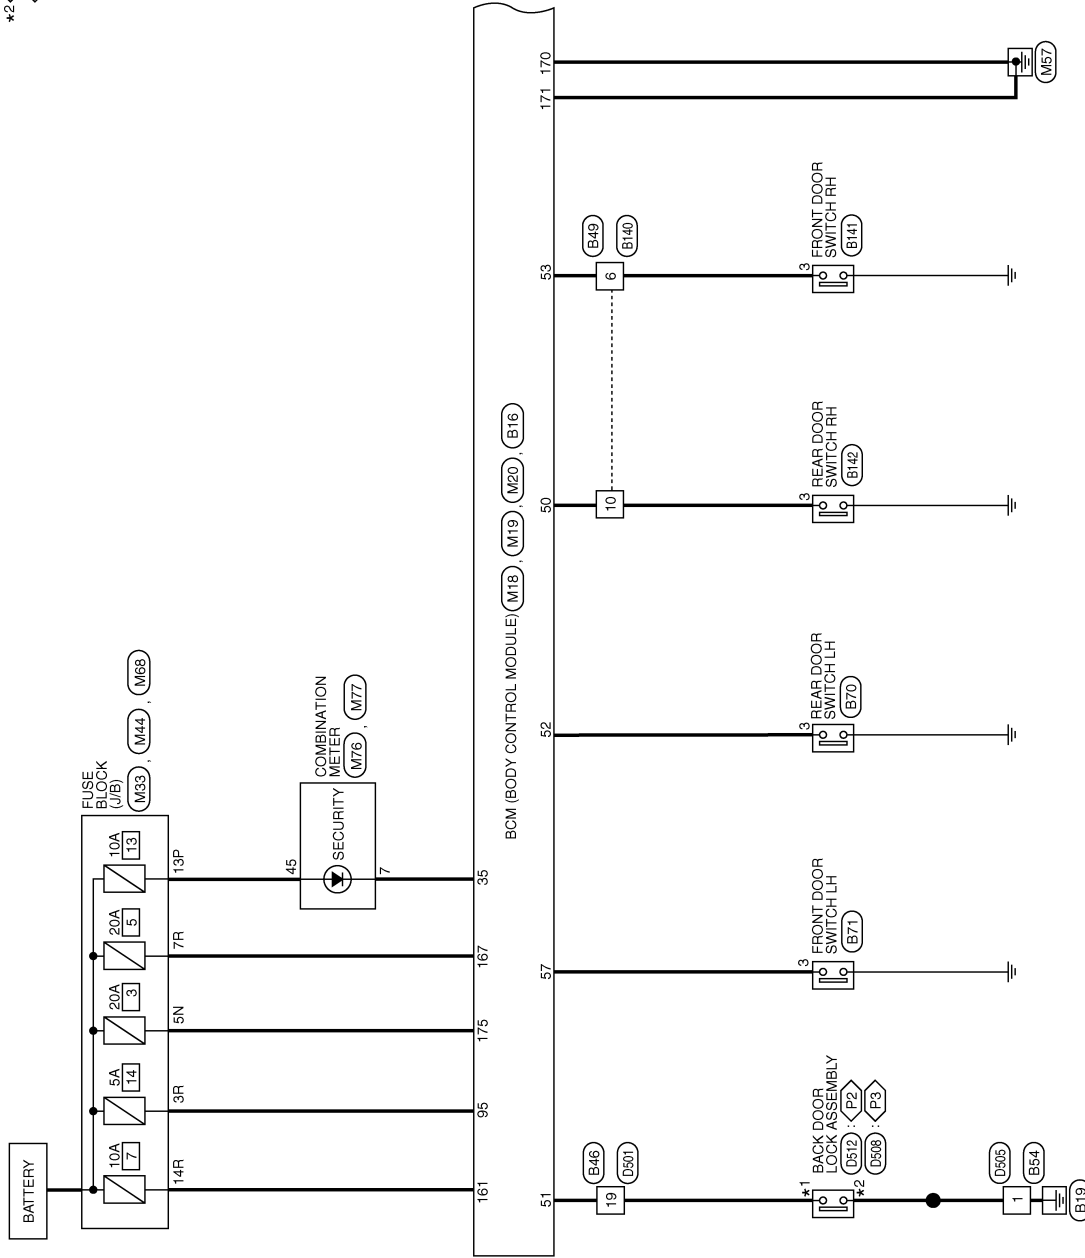 *2
BATTERY
10A
7
14R
161
5A
14
3R
95
20A
3
5N
175
20A
5
7R
167
10A
13
13P
FUSE
BLOCK
(J/B)
M33 , M44 , M68
45
SECURITY
7
35
COMBINATION
METER
M76 , M77
BCM (BODY CONTROL MODULE) M18 , M19 , M20 , B16
51
19
B46
D501
*1
*2
BACK DOOR
LOCK ASSEMBLY
D512 : P2
D508 : P3
1
D505
B54
B19
57
3
FRONT DOOR
SWITCH LH
B71
52
3
REAR DOOR
SWITCH LH
B70
50
10
3
REAR DOOR
SWITCH RH
B142
53
6
B49
B140
3
FRONT DOOR
SWITCH RH
B141
171
170
M57